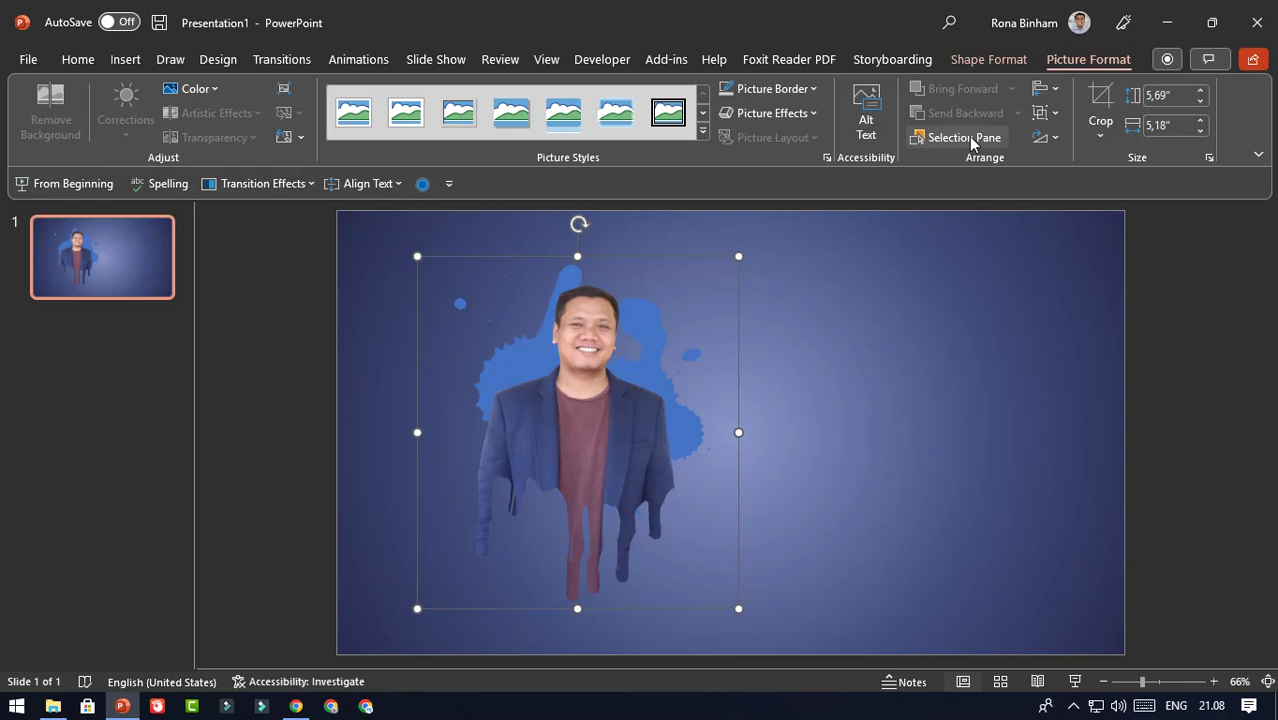 AutoSave Off Presentation1 - PowerPoint Rona Binham
File Home Insert Draw Design Transitions Animations Slide Show Review View Developer Add-ins Help Foxit Reader PDF Storyboarding Shape Format Picture Format
Remove Background
Corrections
Color
Artistic Effects
Transparency
Adjust
Picture Styles
Picture Border
Picture Effects
Picture Layout
Alt Text
Accessibility
Bring Forward
Send Backward
Selection Pane
Arrange
Crop
5,69"
5,18"
Size
From Beginning Spelling Transition Effects Align Text
1
Slide 1 of 1 English (United States) Accessibility: Investigate Notes 66%
ENG 21.08